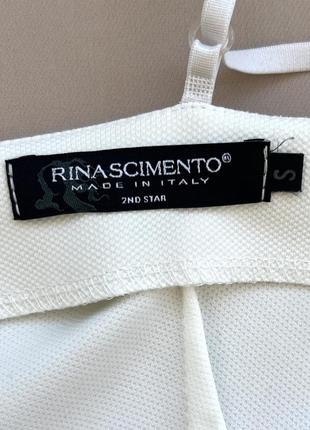 RINASCIMENTO®
MADE IN ITALY
2ND STAR
S